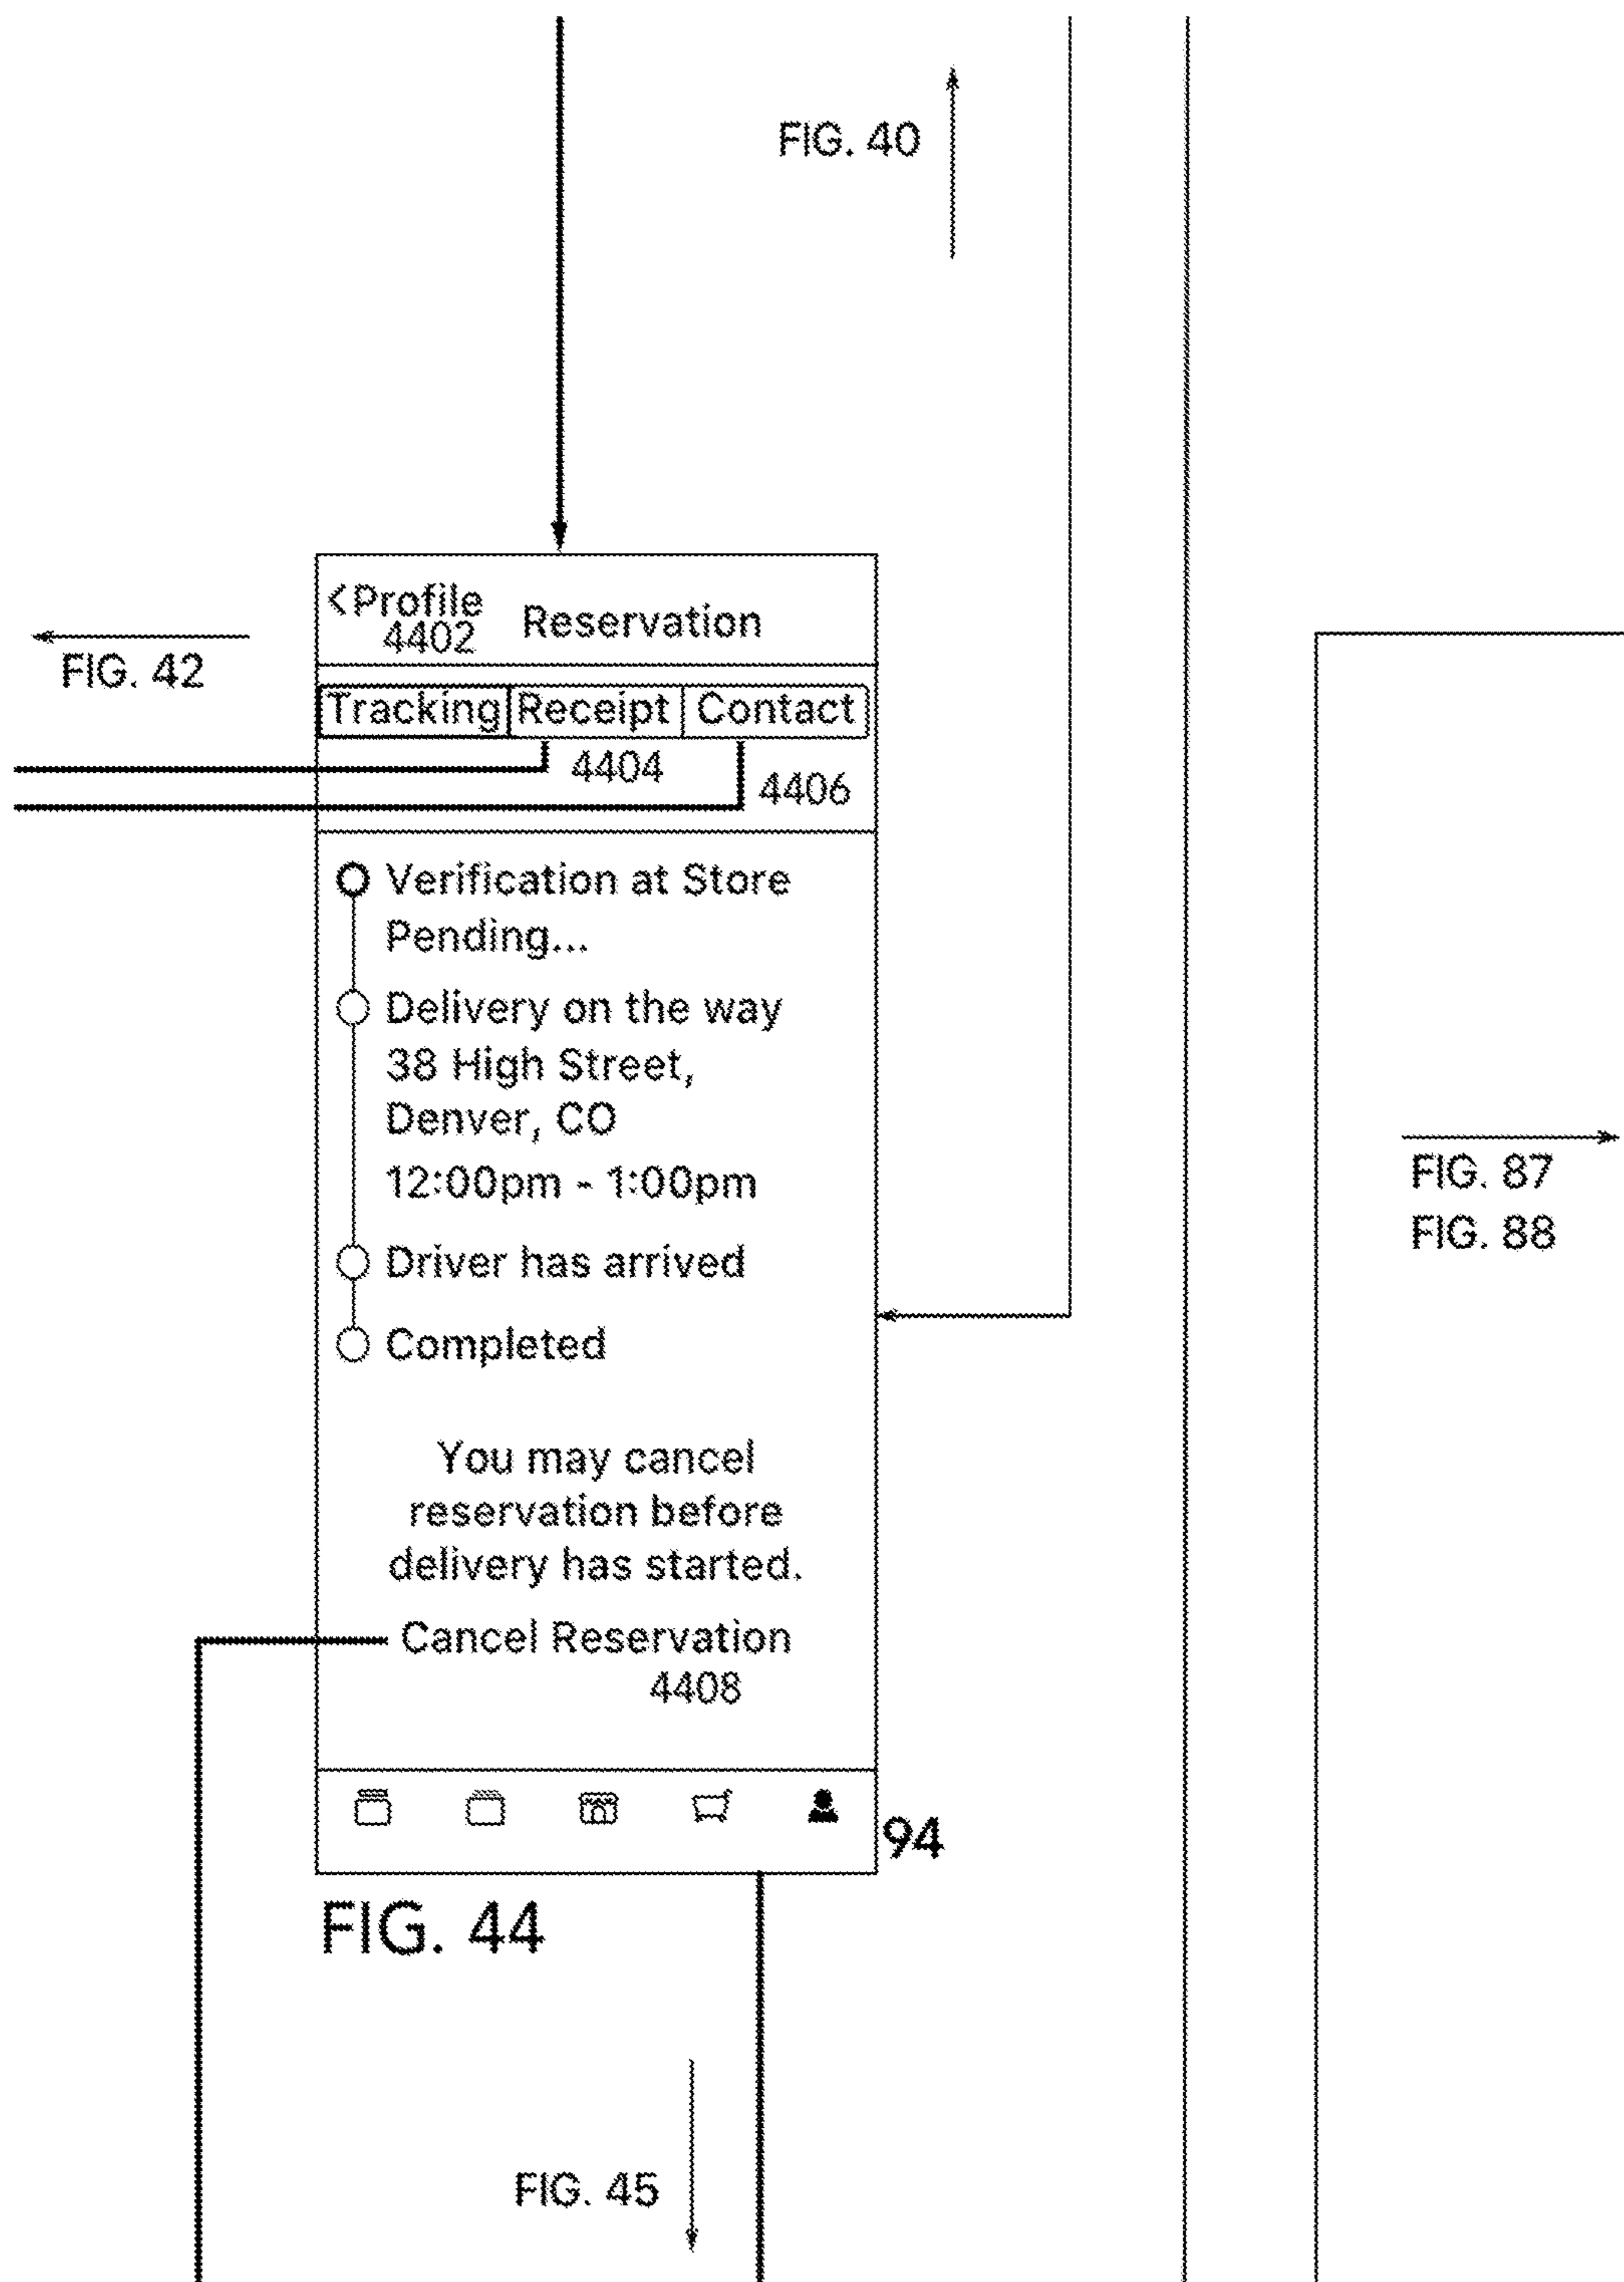 FIG. 40
<Profile
4402
Reservation
FIG. 42
Tracking Receipt Contact
4404
4406
Verification at Store
Pending...
Delivery on the way
38 High Street,
Denver, CO
12:00pm - 1:00pm
FIG. 87
FIG. 88
Driver has arrived
Completed
You may cancel
reservation before
delivery has started.
Cancel Reservation
4408
94
FIG. 44
FIG. 45